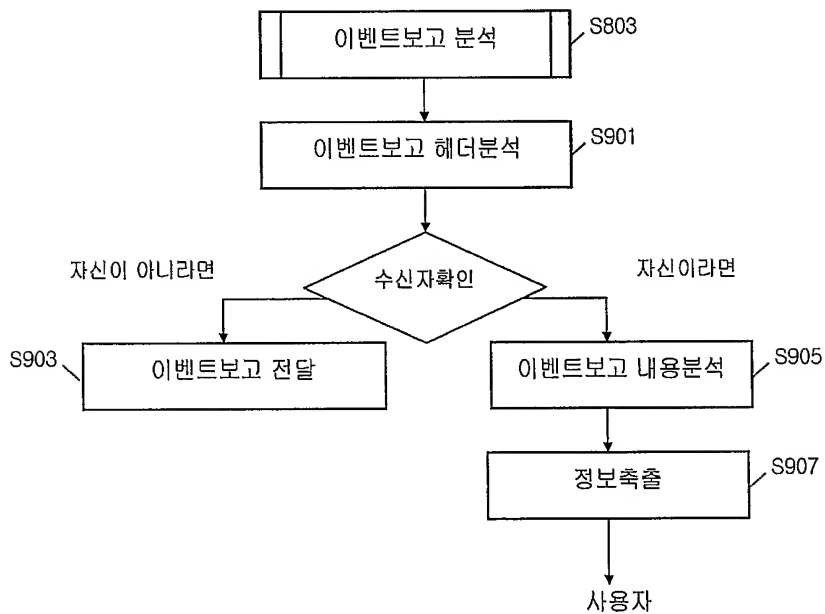 이벤트보고 분석
S803
이벤트보고 헤더분석
S901
수신자확인
자신이 아니라면
자신이라면
S903
이벤트보고 전달
이벤트보고 내용분석
S905
정보축출
S907
사용자